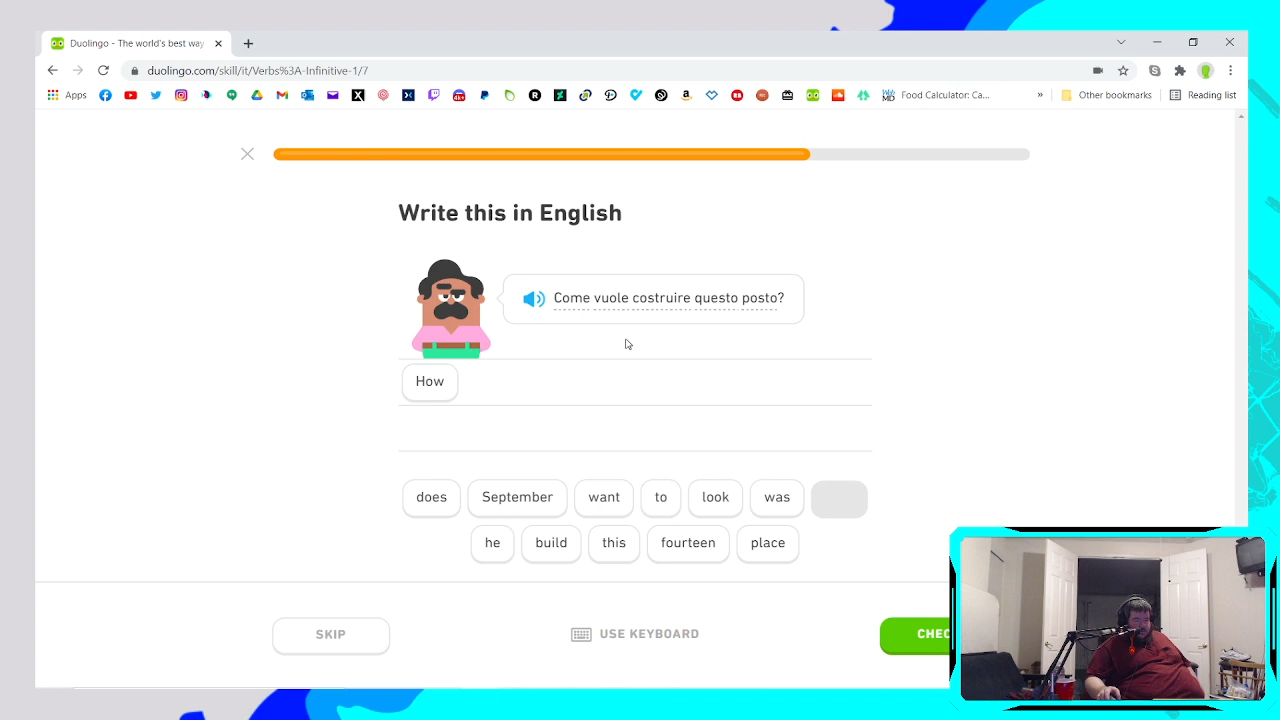 Duolingo - The world's best way
duolingo.com/skill/it/Verbs%3A-Infinitive-1/7
Apps
Food Calculator: Ca...
»
Other bookmarks
Reading list
Write this in English
Come vuole costruire questo posto?
How
does September want to look was
he build this fourteen place
SKIP
USE KEYBOARD
CHEC